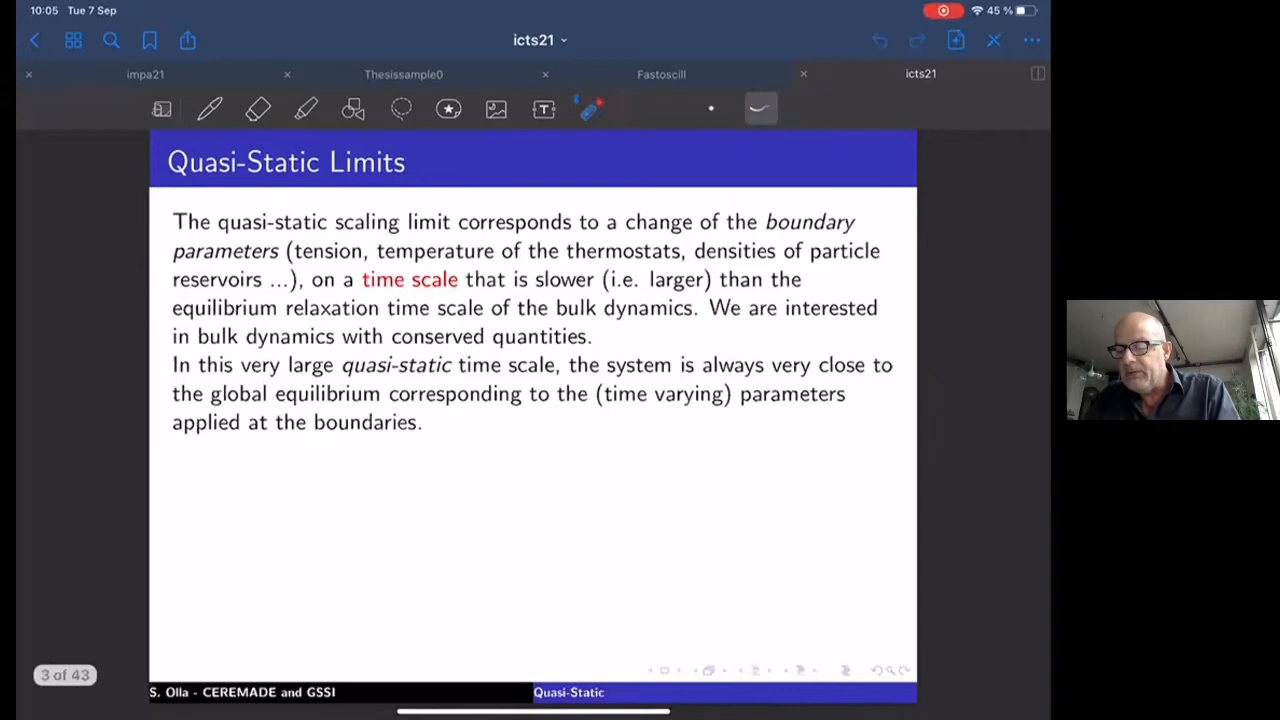 10:05 Tue 7 Sep
45 %
icts21
impa21
Thesissample0
Fastoscill
icts21
T
Quasi-Static Limits
The quasi-static scaling limit corresponds to a change of the boundary
parameters (tension, temperature of the thermostats, densities of particle
reservoirs ...), on a time scale that is slower (i.e. larger) than the
equilibrium relaxation time scale of the bulk dynamics. We are interested
in bulk dynamics with conserved quantities.
In this very large quasi-static time scale, the system is always very close to
the global equilibrium corresponding to the (time varying) parameters
applied at the boundaries.
3 of 43
S. Olla - CEREMADE and GSSI
Quasi-Static